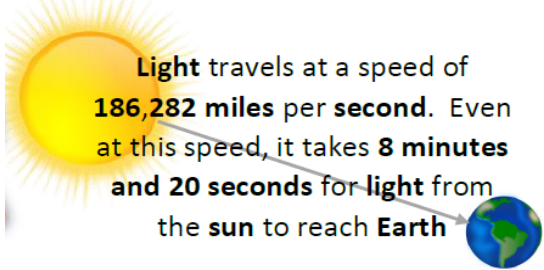 Light travels at a speed of
186,282 miles per second.  Even
at this speed, it takes 8 minutes
and 20 seconds for light from
the sun to reach Earth